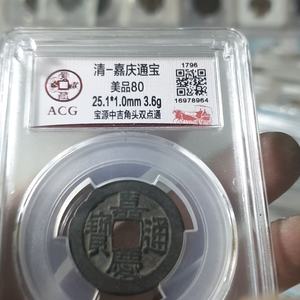 清-嘉庆通宝
美品80
25.1*1.0mm 3.6g
宝源中吉角头双点通
ACG
1796
16978964
嘉
寶 通
慶